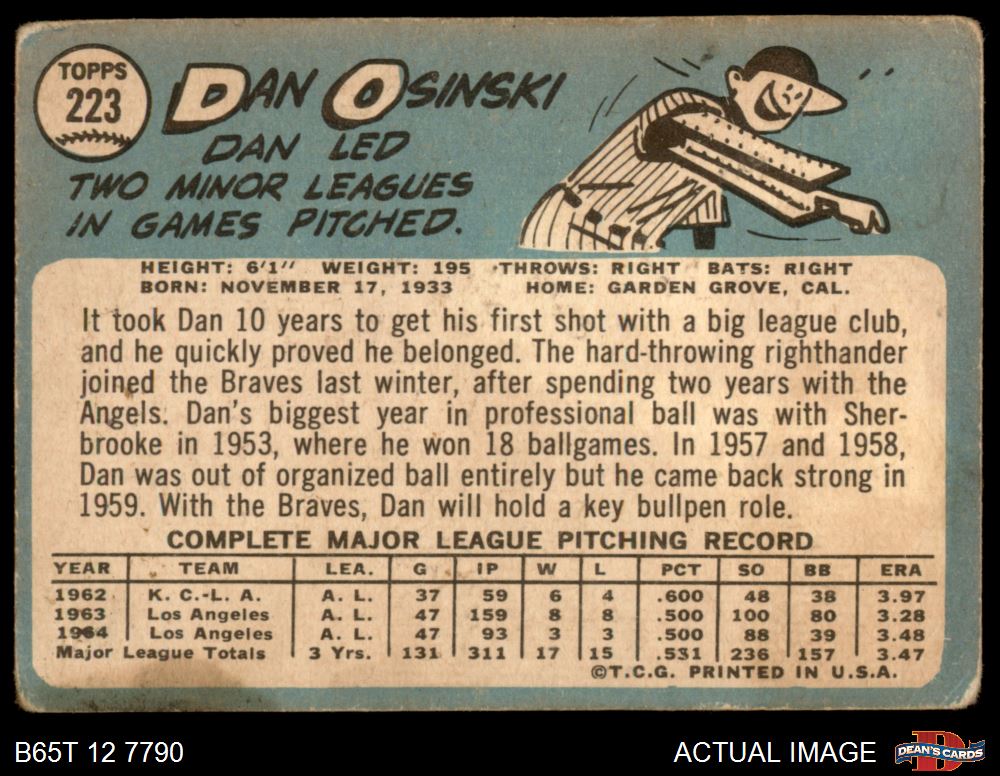 TOPPS
223
DAN OSINSKI
DAN LED
TWO MINOR LEAGUES
IN GAMES PITCHED.
HEIGHT: 6'1" WEIGHT: 195 THROWS: RIGHT BATS: RIGHT
BORN: NOVEMBER 17, 1933 HOME: GARDEN GROVE, CAL.
It took Dan 10 years to get his first shot with a big league club,
and he quickly proved he belonged. The hard-throwing righthander
joined the Braves last winter, after spending two years with the
Angels. Dan's biggest year in professional ball was with Sher-
brooke in 1953, where he won 18 ballgames. In 1957 and 1958,
Dan was out of organized ball entirely but he came back strong in
1959. With the Braves, Dan will hold a key bullpen role.
COMPLETE MAJOR LEAGUE PITCHING RECORD
YEAR TEAM LEA. G IP W L PCT SO BB ERA
1962 K. C.-L. A. A. L. 37 59 6 4 .600 48 38 3.97
1963 Los Angeles A. L. 47 159 8 8 .500 100 80 3.28
1964 Los Angeles A. L. 47 93 3 3 .500 88 39 3.48
Major League Totals 3 Yrs. 131 311 17 15 .531 236 157 3.47
©T.C.G. PRINTED IN U.S.A.
B65T 12 7790 ACTUAL IMAGE DEAN'S CARDS